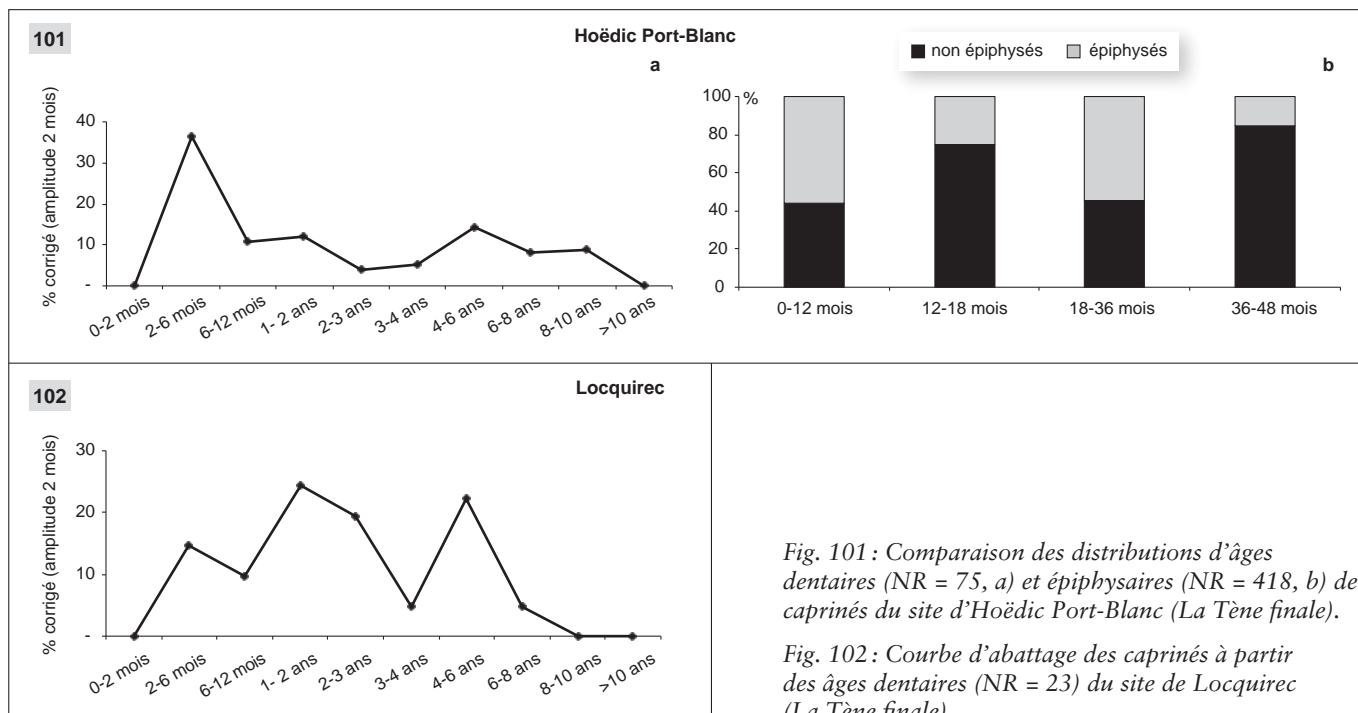 101
Hoëdic Port-Blanc
a
% corrigé (amplitude 2 mois)
40
30
20
10
-
0-2 mois
2-6 mois
6-12 mois
1- 2 ans
2-3 ans
3-4 ans
4-6 ans
6-8 ans
8-10 ans
>10 ans
non épiphysés
épiphysés
b
100
%
80
60
40
20
0
0-12 mois
12-18 mois
18-36 mois
36-48 mois
102
Locquirec
% corrigé (amplitude 2 mois)
30
20
10
-
0-2 mois
2-6 mois
6-12 mois
1- 2 ans
2-3 ans
3-4 ans
4-6 ans
6-8 ans
8-10 ans
>10 ans
Fig. 101 : Comparaison des distributions d’âges
dentaires (NR = 75, a) et épiphysaires (NR = 418, b) de
caprinés du site d’Hoëdic Port-Blanc (La Tène finale).
Fig. 102 : Courbe d’abattage des caprinés à partir
des âges dentaires (NR = 23) du site de Locquirec
(La Tène finale)